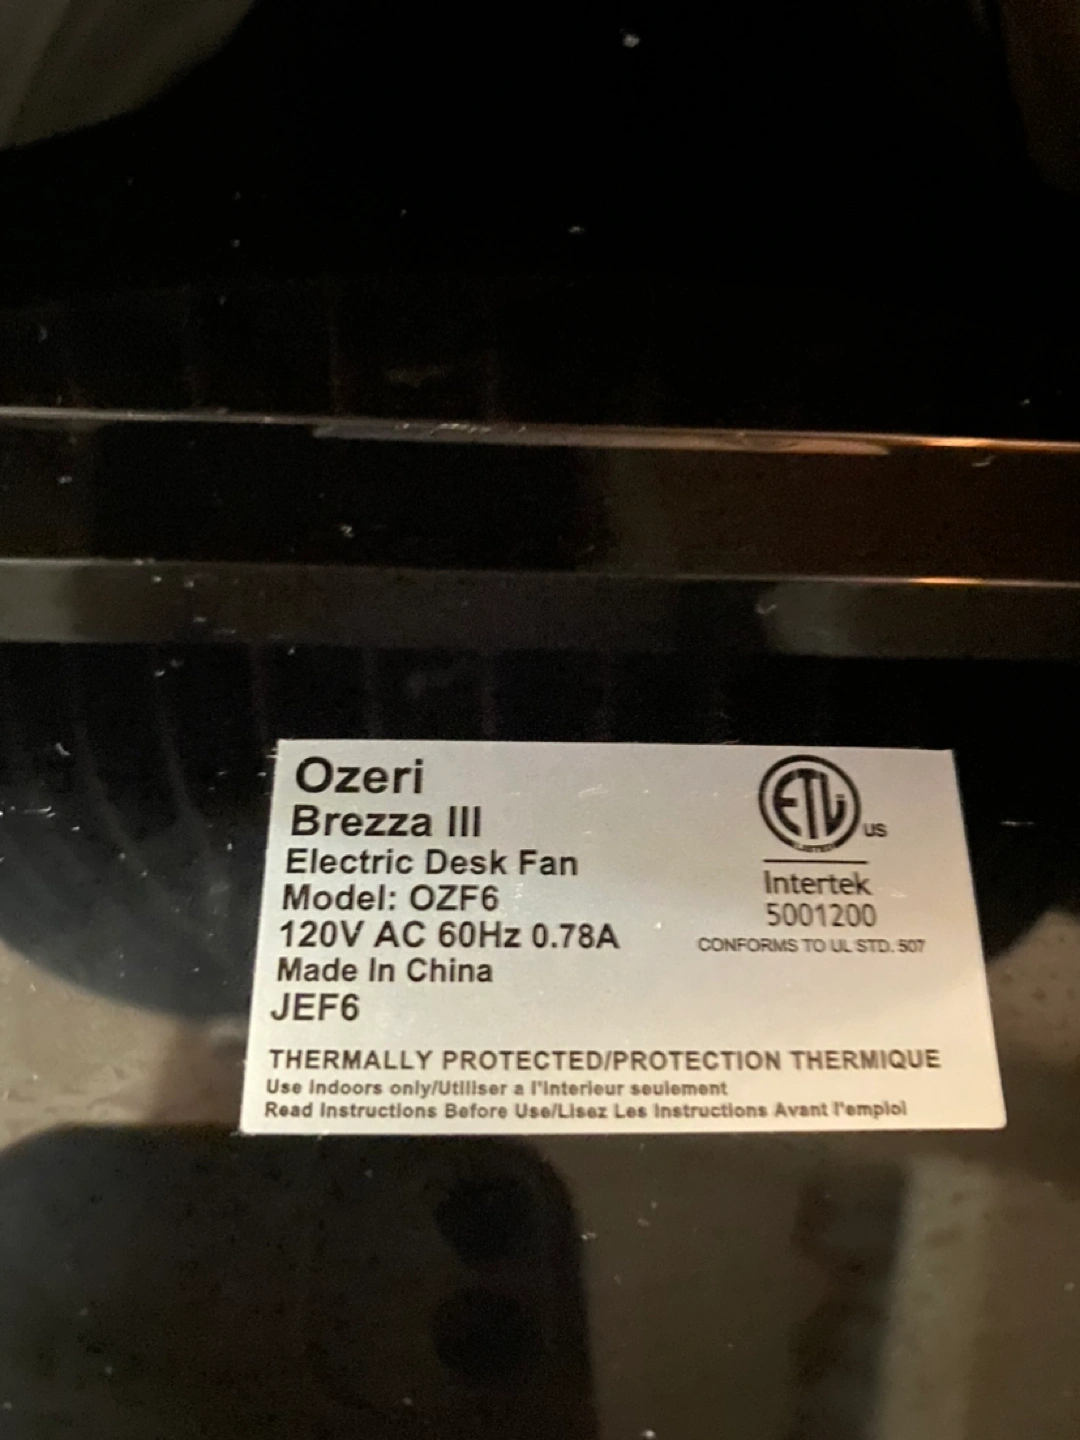 Ozeri
Brezza III
Electric Desk Fan
Model: OZF6
120V AC 60Hz 0.78A
Made In China
JEF6
ETL
LISTED
US
Intertek
5001200
CONFORMS TO UL STD. 507
THERMALLY PROTECTED/PROTECTION THERMIQUE
Use Indoors only/Utiliser a l'Interieur seulement
Read Instructions Before Use/Lisez Les Instructions Avant l'emploi